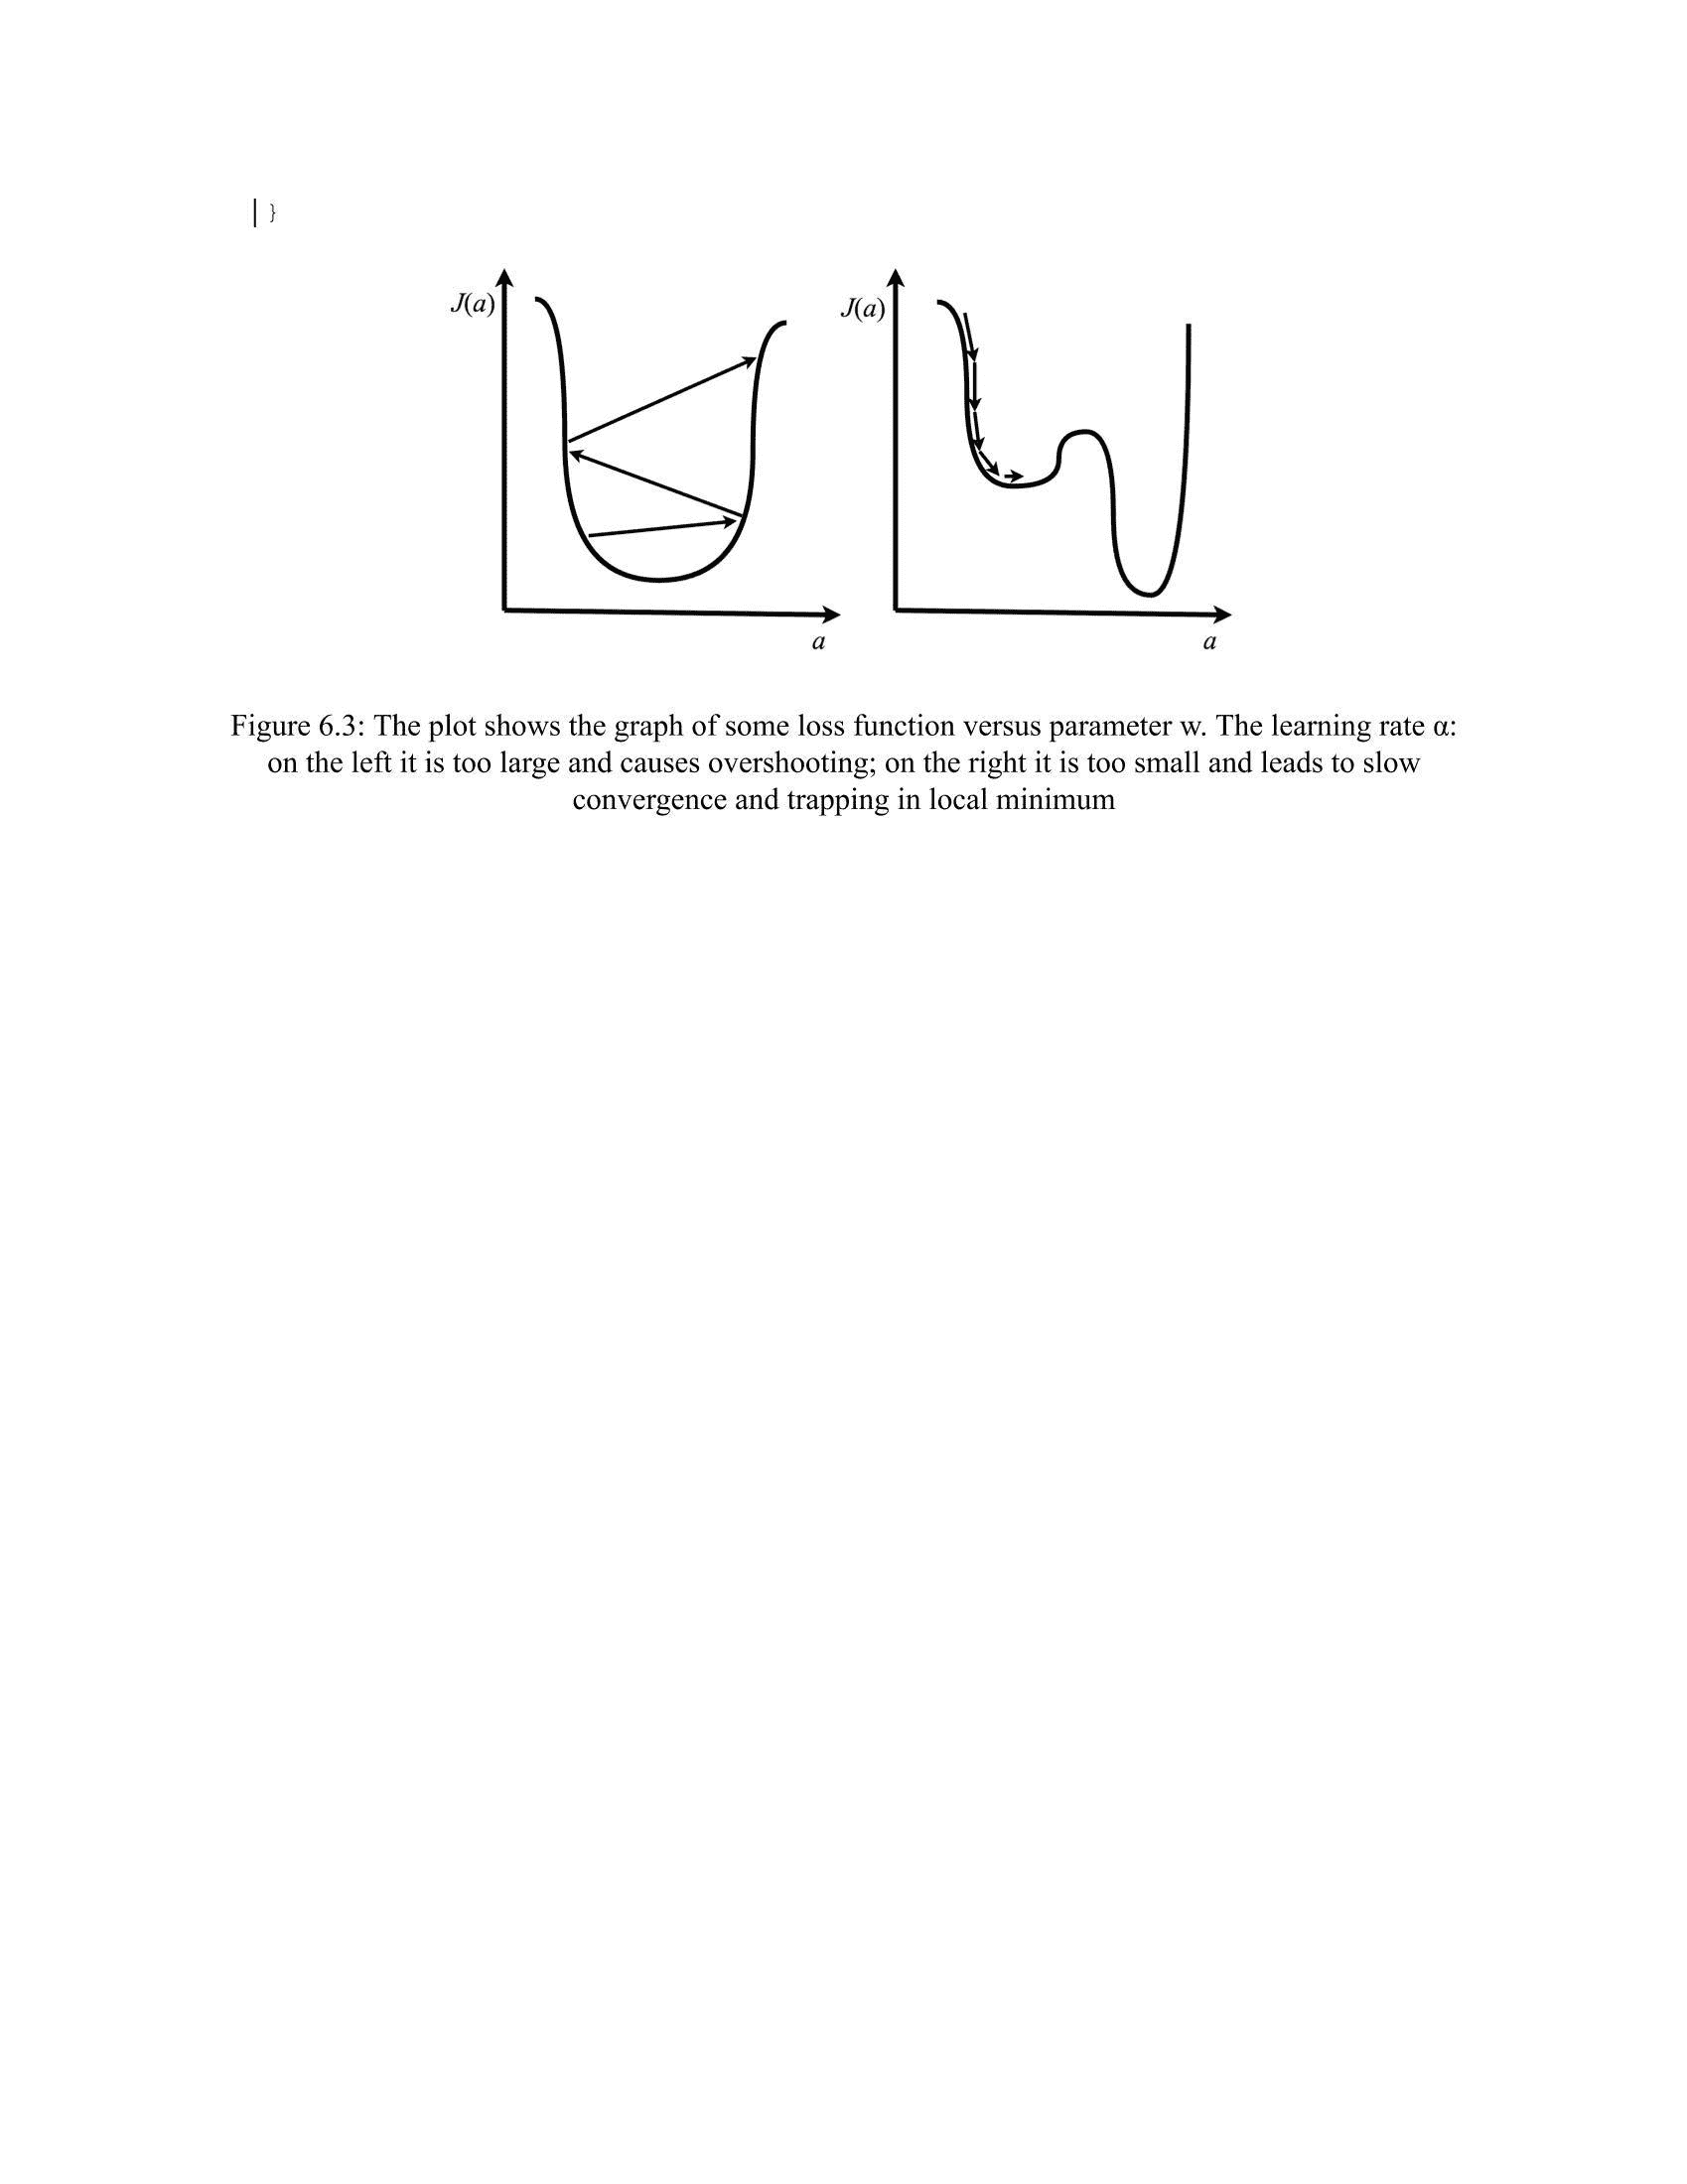 | }
J(a)
J(a)
a
a
Figure 6.3: The plot shows the graph of some loss function versus parameter w. The learning rate α:
on the left it is too large and causes overshooting; on the right it is too small and leads to slow
convergence and trapping in local minimum